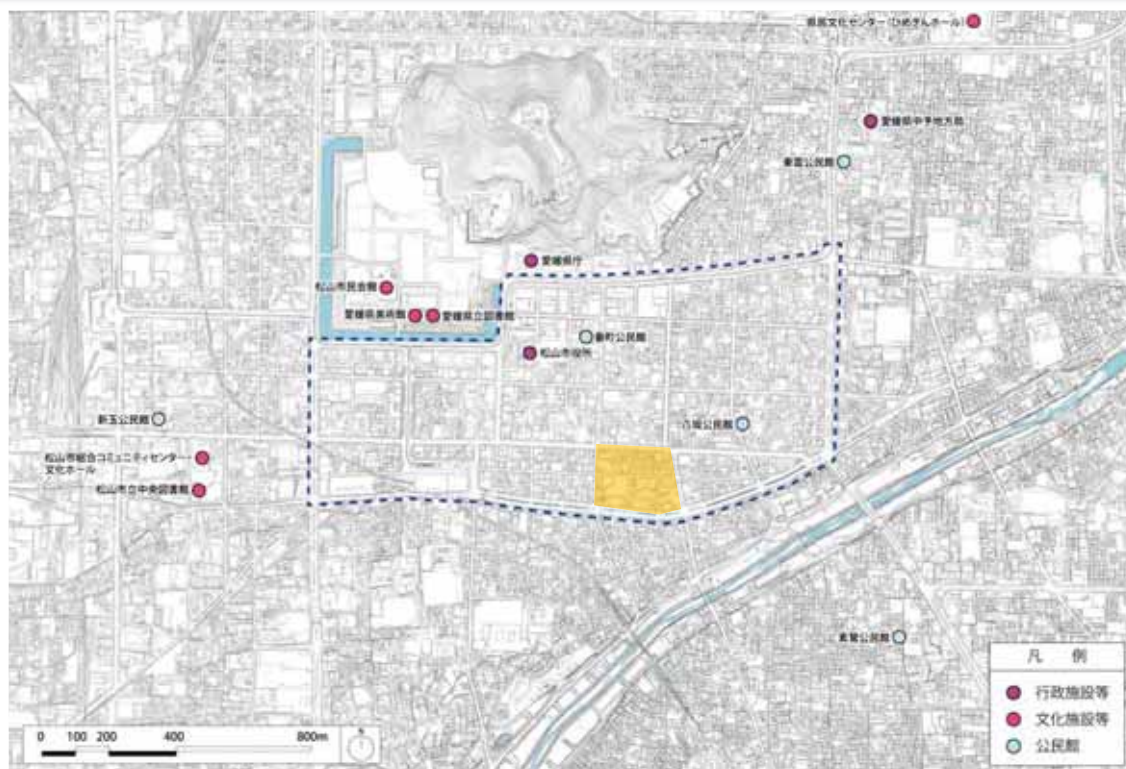 県民文化センター(ひめぎんホール)
愛媛県中予地方局
東雲公民館
愛媛県庁
松山市民会館
愛媛県美術館
愛媛県立図書館
番町公民館
松山市役所
新玉公民館
八坂公民館
松山市総合コミュニティセンター・
文化ホール
松山市立中央図書館
素鵞公民館
凡 例
行政施設等
文化施設等
公民館
0 100 200 400 800m